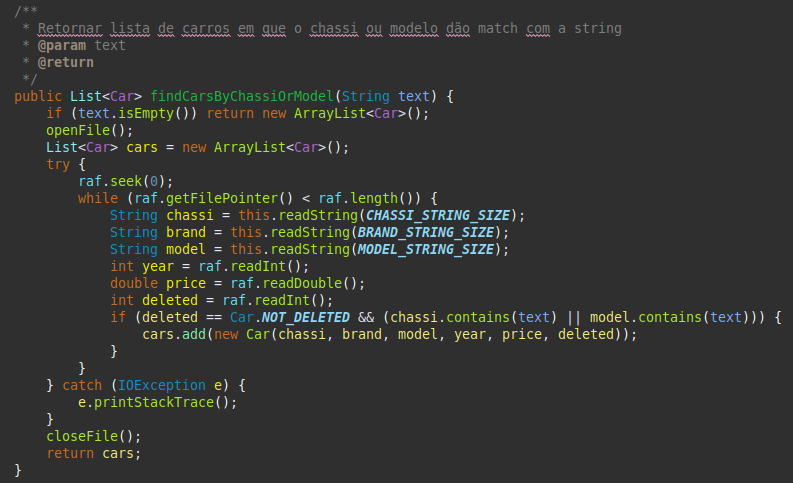 /**
 * Retornar lista de carros em que o chassi ou modelo dão match com a string
 * @param text
 * @return
 */
public List<Car> findCarsByChassiOrModel(String text) {
    if (text.isEmpty()) return new ArrayList<Car>();
    openFile();
    List<Car> cars = new ArrayList<Car>();
    try {
        raf.seek(0);
        while (raf.getFilePointer() < raf.length()) {
            String chassi = this.readString(CHASSI_STRING_SIZE);
            String brand = this.readString(BRAND_STRING_SIZE);
            String model = this.readString(MODEL_STRING_SIZE);
            int year = raf.readInt();
            double price = raf.readDouble();
            int deleted = raf.readInt();
            if (deleted == Car.NOT_DELETED && (chassi.contains(text) || model.contains(text))) {
                cars.add(new Car(chassi, brand, model, year, price, deleted));
            }
        }
    } catch (IOException e) {
        e.printStackTrace();
    }
    closeFile();
    return cars;
}